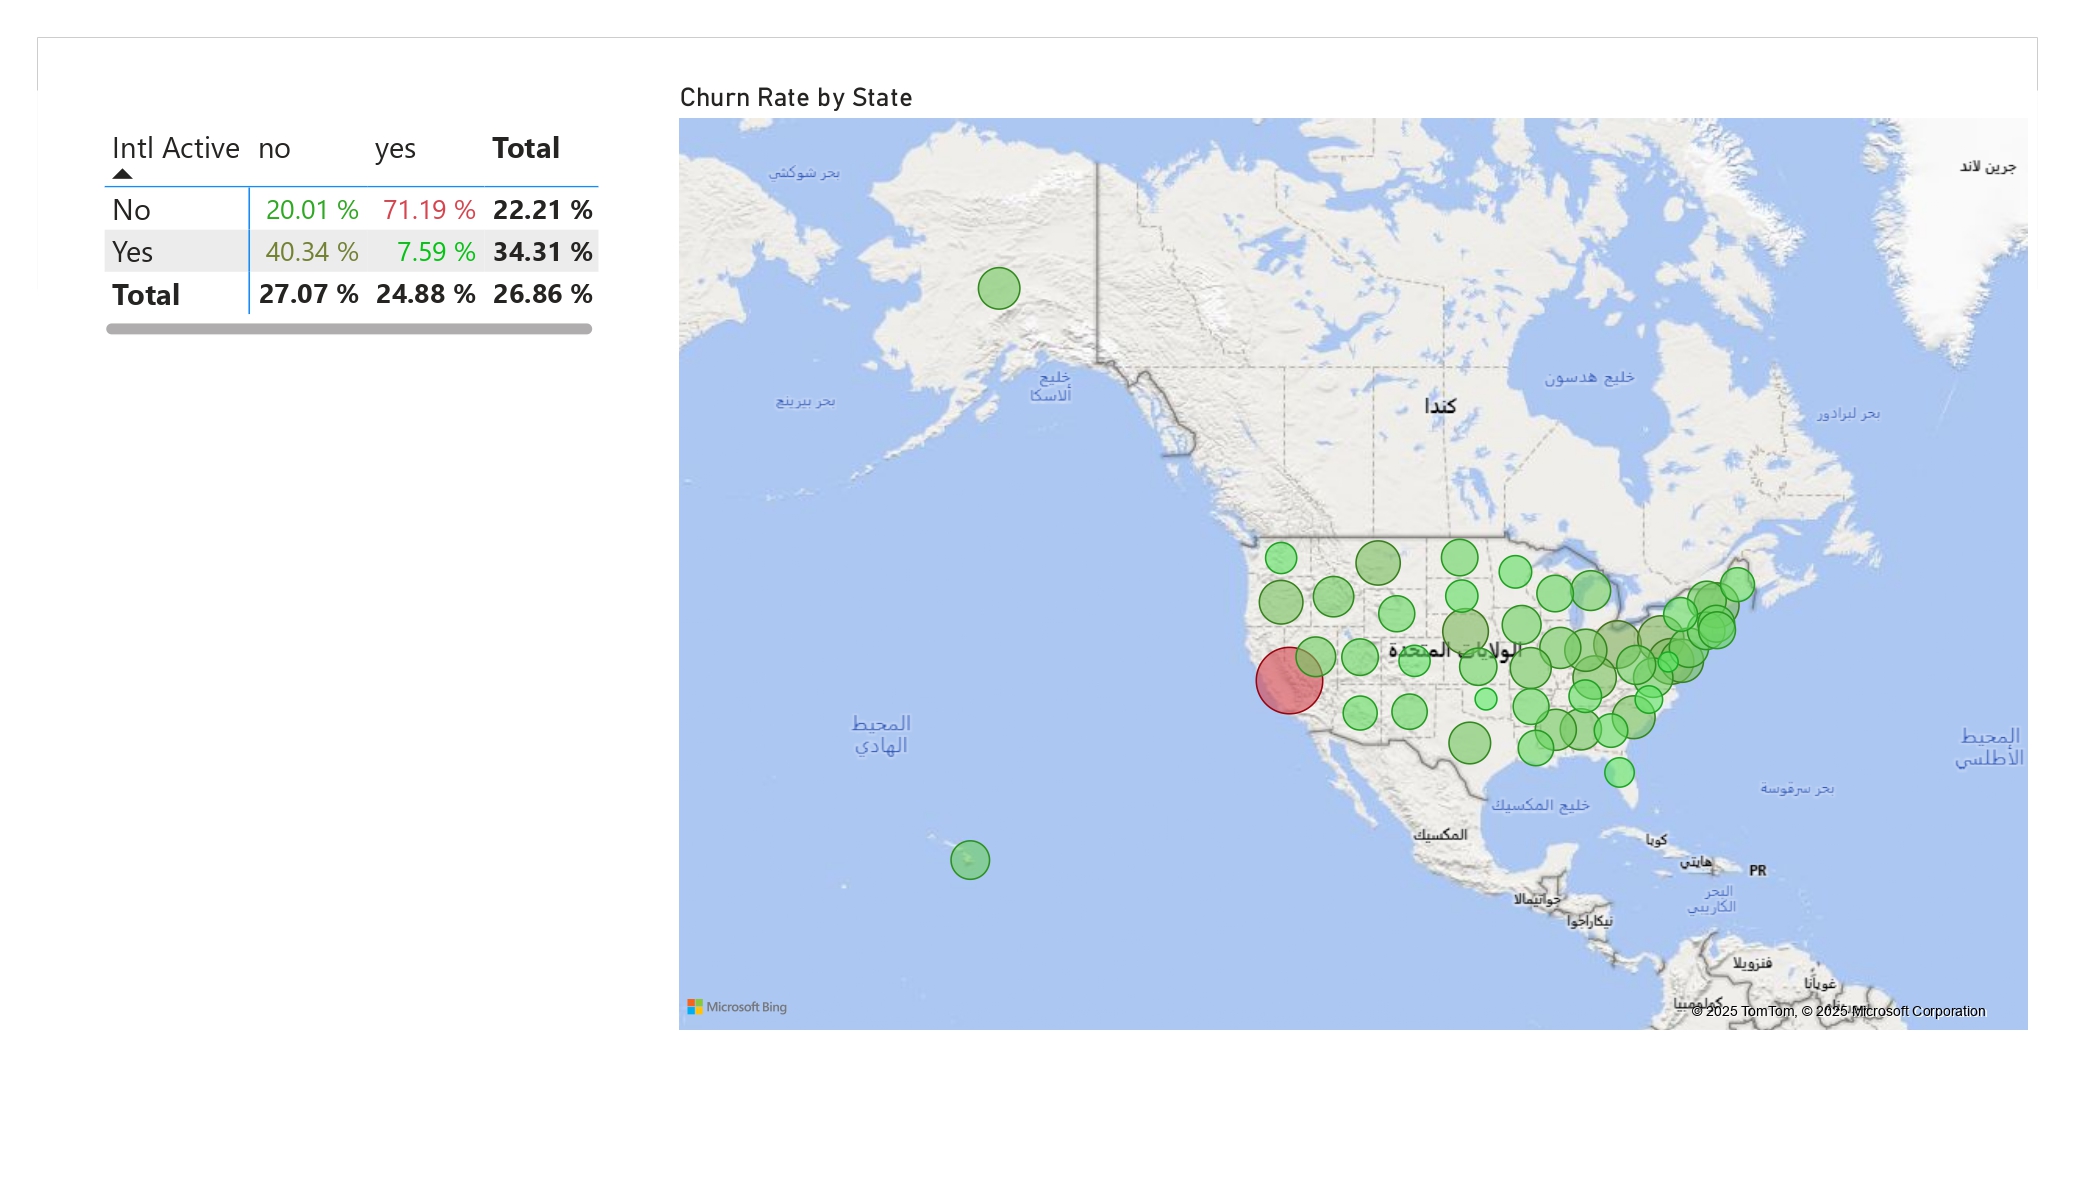 Churn Rate by State
Intl Active no yes Total
No 20.01 % 71.19 % 22.21 %
Yes 40.34 % 7.59 % 34.31 %
Total 27.07 % 24.88 % 26.86 %
بحر شوكشي
جرين لاند
خليج
ألاسكا
بحر بيرينج
كندا
خليج هدسون
بحر لبرادور
الولايات المتحدة
المحيط
الهادي
المحيط
الأطلسي
خليج المكسيك
بحر سرقوسة
المكسيك
كوبا
هايتي
PR
البحر
الكاريبي
جواتيمالا
نيكاراجوا
فنزويلا
غويانا
كولومبيا
Microsoft Bing
© 2025 TomTom, © 2025 Microsoft Corporation